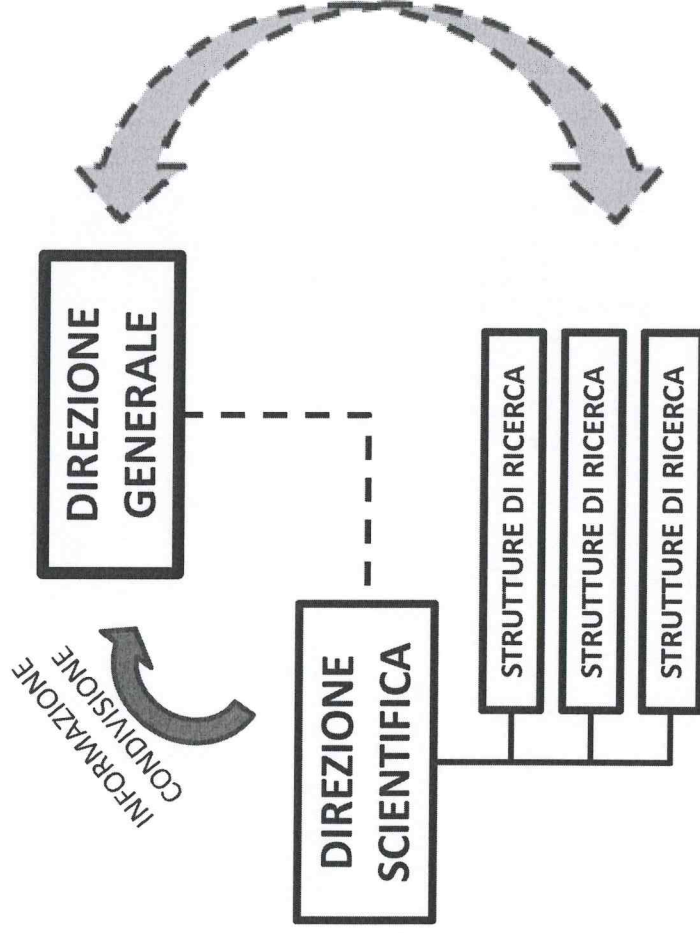 DIREZIONE
GENERALE
INFORMAZIONE
CONDIVISIONE
DIREZIONE
SCIENTIFICA
STRUTTURE DI RICERCA
STRUTTURE DI RICERCA
STRUTTURE DI RICERCA